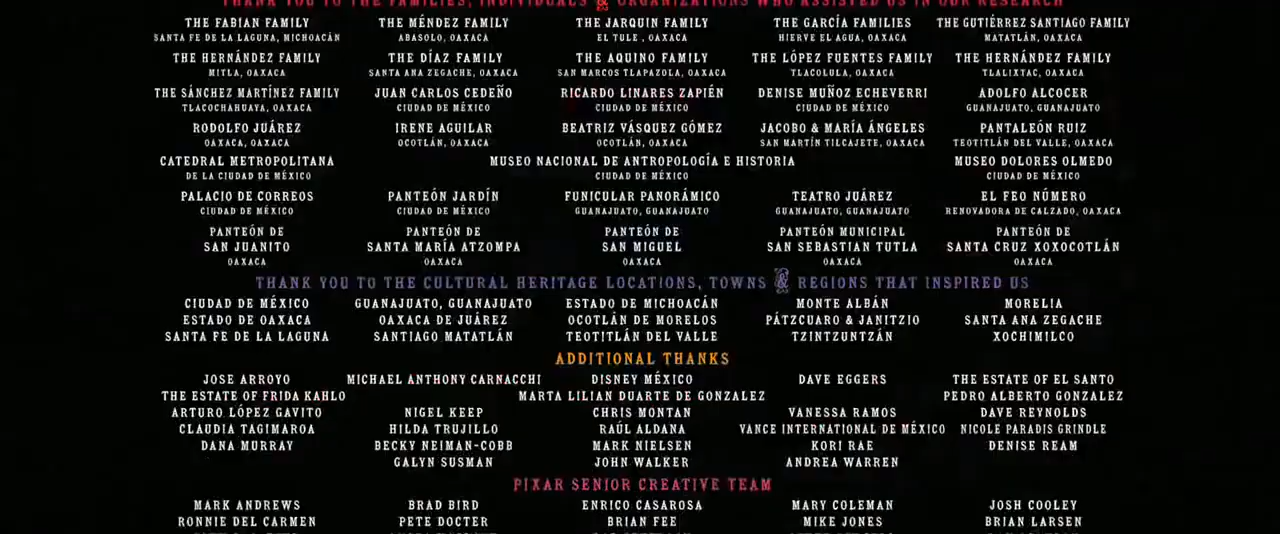 THANK YOU TO THE FAMILIES, INDIVIDUALS & ORGANIZATIONS WHO ASSISTED US IN OUR RESEARCH
THE FABIAN FAMILY THE MÉNDEZ FAMILY THE JARQUIN FAMILY THE GARCÍA FAMILIES THE GUTIÉRREZ SANTIAGO FAMILY
SANTA FE DE LA LAGUNA, MICHOACÁN ABASOLO, OAXACA EL TULE, OAXACA HIERVE EL AGUA, OAXACA MATATLÁN, OAXACA
THE HERNÁNDEZ FAMILY THE DÍAZ FAMILY THE AQUINO FAMILY THE LÓPEZ FUENTES FAMILY THE HERNÁNDEZ FAMILY
MITLA, OAXACA SANTA ANA ZEGACHE, OAXACA SAN MARCOS TLAPAZOLA, OAXACA TLACOLULA, OAXACA TLALIXTAC, OAXACA
THE SÁNCHEZ MARTÍNEZ FAMILY JUAN CARLOS CEDEÑO RICARDO LINARES ZAPIÉN DENISE MUÑOZ ECHEVERRI ADOLFO ALCOCER
TLACOCHAHUAYA, OAXACA CIUDAD DE MÉXICO CIUDAD DE MÉXICO CIUDAD DE MÉXICO GUANAJUATO, GUANAJUATO
RODOLFO JUÁREZ IRENE AGUILAR BEATRIZ VÁSQUEZ GÓMEZ JACOBO & MARÍA ÁNGELES PANTALEÓN RUIZ
OAXACA, OAXACA OCOTLÁN, OAXACA OCOTLÁN, OAXACA SAN MARTÍN TILCAJETE, OAXACA TEOTITLÁN DEL VALLE, OAXACA
CATEDRAL METROPOLITANA MUSEO NACIONAL DE ANTROPOLOGÍA E HISTORIA MUSEO DOLORES OLMEDO
DE LA CIUDAD DE MÉXICO CIUDAD DE MÉXICO CIUDAD DE MÉXICO
PALACIO DE CORREOS PANTEÓN JARDÍN FUNICULAR PANORÁMICO TEATRO JUÁREZ EL FEO NÚMERO
CIUDAD DE MÉXICO CIUDAD DE MÉXICO GUANAJUATO, GUANAJUATO GUANAJUATO, GUANAJUATO RENOVADORA DE CALZADO, OAXACA
PANTEÓN DE PANTEÓN DE PANTEÓN DE PANTEÓN MUNICIPAL PANTEÓN DE
SAN JUANITO SANTA MARÍA ATZOMPA SAN MIGUEL SAN SEBASTIAN TUTLA SANTA CRUZ XOXOCOTLÁN
OAXACA OAXACA OAXACA OAXACA OAXACA
THANK YOU TO THE CULTURAL HERITAGE LOCATIONS, TOWNS & REGIONS THAT INSPIRED US
CIUDAD DE MÉXICO GUANAJUATO, GUANAJUATO ESTADO DE MICHOACÁN MONTE ALBÁN MORELIA
ESTADO DE OAXACA OAXACA DE JUÁREZ OCOTLÁN DE MORELOS PÁTZCUARO & JANITZIO SANTA ANA ZEGACHE
SANTA FE DE LA LAGUNA SANTIAGO MATATLÁN TEOTITLÁN DEL VALLE TZINTZUNTZÁN XOCHIMILCO
ADDITIONAL THANKS
JOSE ARROYO MICHAEL ANTHONY CARNACCHI DISNEY MÉXICO DAVE EGGERS THE ESTATE OF EL SANTO
THE ESTATE OF FRIDA KAHLO MARTA LILIAN DUARTE DE GONZALEZ PEDRO ALBERTO GONZALEZ
ARTURO LÓPEZ GAVITO NIGEL KEEP CHRIS MONTAN VANESSA RAMOS DAVE REYNOLDS
CLAUDIA TAGIMAROA HILDA TRUJILLO RAÚL ALDANA VANCE INTERNATIONAL DE MÉXICO NICOLE PARADIS GRINDLE
DANA MURRAY BECKY NEIMAN-COBB MARK NIELSEN KORI RAE DENISE REAM
GALYN SUSMAN JOHN WALKER ANDREA WARREN
PIXAR SENIOR CREATIVE TEAM
MARK ANDREWS BRAD BIRD ENRICO CASAROSA MARY COLEMAN JOSH COOLEY
RONNIE DEL CARMEN PETE DOCTER BRIAN FEE MIKE JONES BRIAN LARSEN